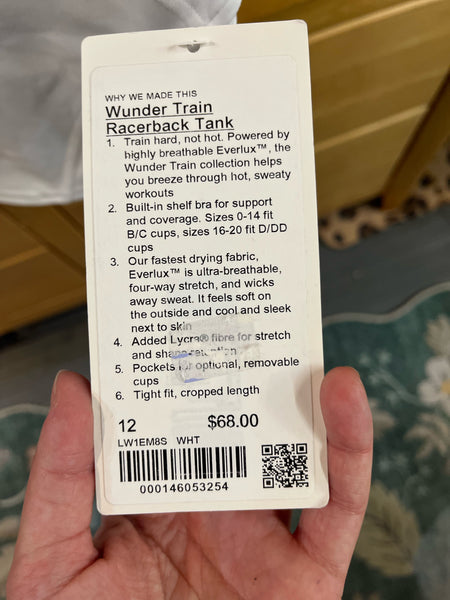 WHY WE MADE THIS
Wunder Train
Racerback Tank
1. Train hard, not hot. Powered by
highly breathable Everlux™, the
Wunder Train collection helps
you breeze through hot, sweaty
workouts
2. Built-in shelf bra for support
and coverage. Sizes 0-14 fit
B/C cups, sizes 16-20 fit D/DD
cups
3. Our fastest drying fabric,
Everlux™ is ultra-breathable,
four-way stretch, and wicks
away sweat. It feels soft on
the outside and cool and sleek
next to skin
4. Added Lycra® fibre for stretch
and shape retention
5. Pockets for optional, removable
cups
6. Tight fit, cropped length
12 $68.00
LW1EM8S WHT
000146053254